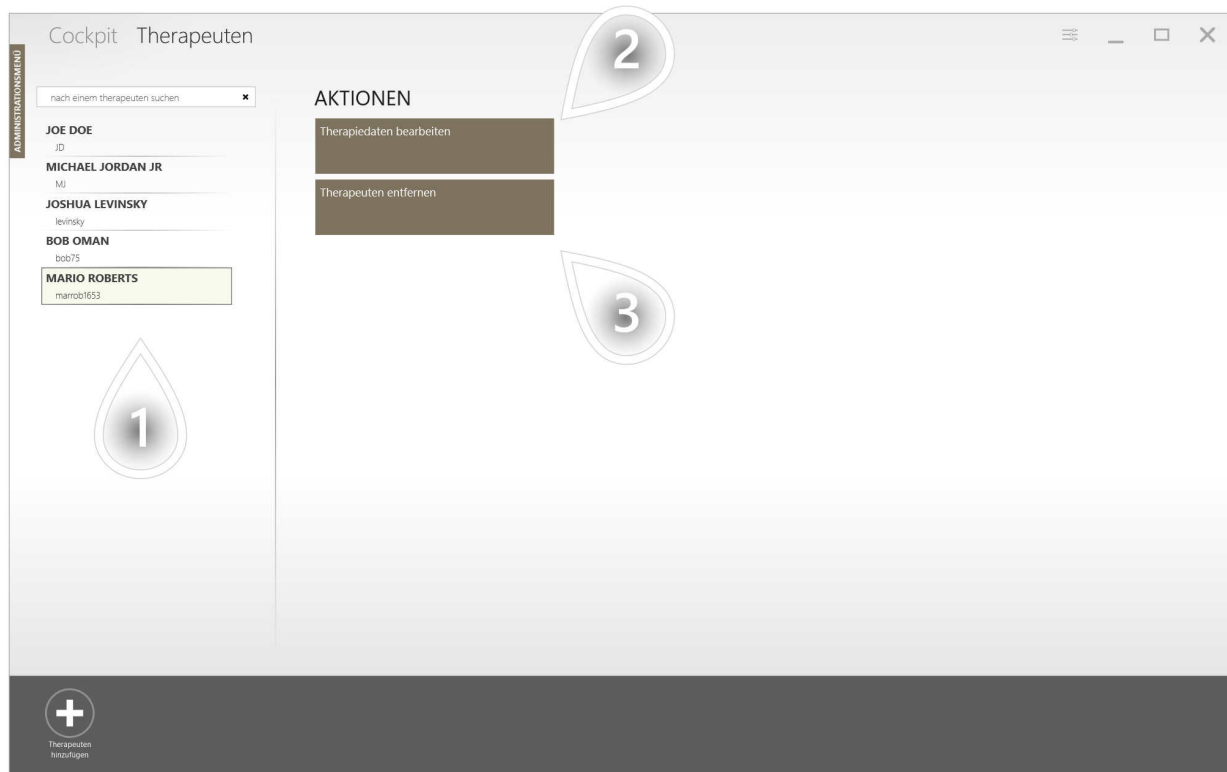 Cockpit Therapeuten
ADMINISTRATIONSMENÜ
nach einem therapeuten suchen
JOE DOE
JD
MICHAEL JORDAN JR
MJ
JOSHUA LEVINSKY
levinsky
BOB OMAN
bob75
MARIO ROBERTS
marrob1653
AKTIONEN
Therapiedaten bearbeiten
Therapeuten entfernen
2
3
1
Therapeuten
hinzufügen